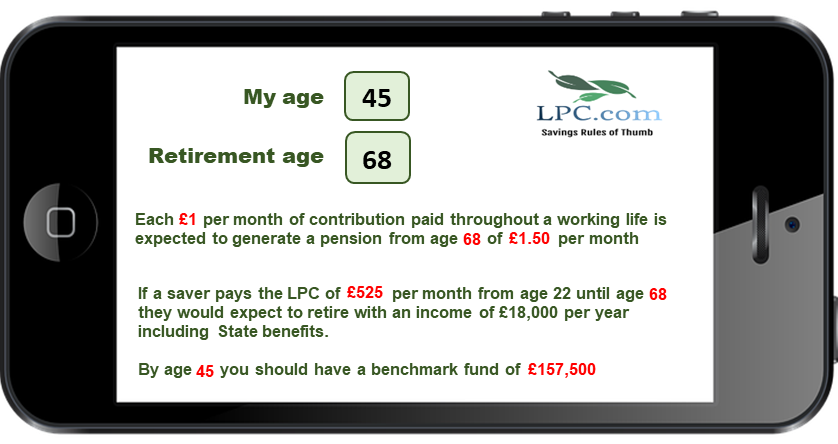 My age 45
LPC.com
Savings Rules of Thumb
Retirement age 68
Each £1 per month of contribution paid throughout a working life is
expected to generate a pension from age 68 of £1.50 per month
If a saver pays the LPC of £525 per month from age 22 until age 68
they would expect to retire with an income of £18,000 per year
including State benefits.
By age 45 you should have a benchmark fund of £157,500